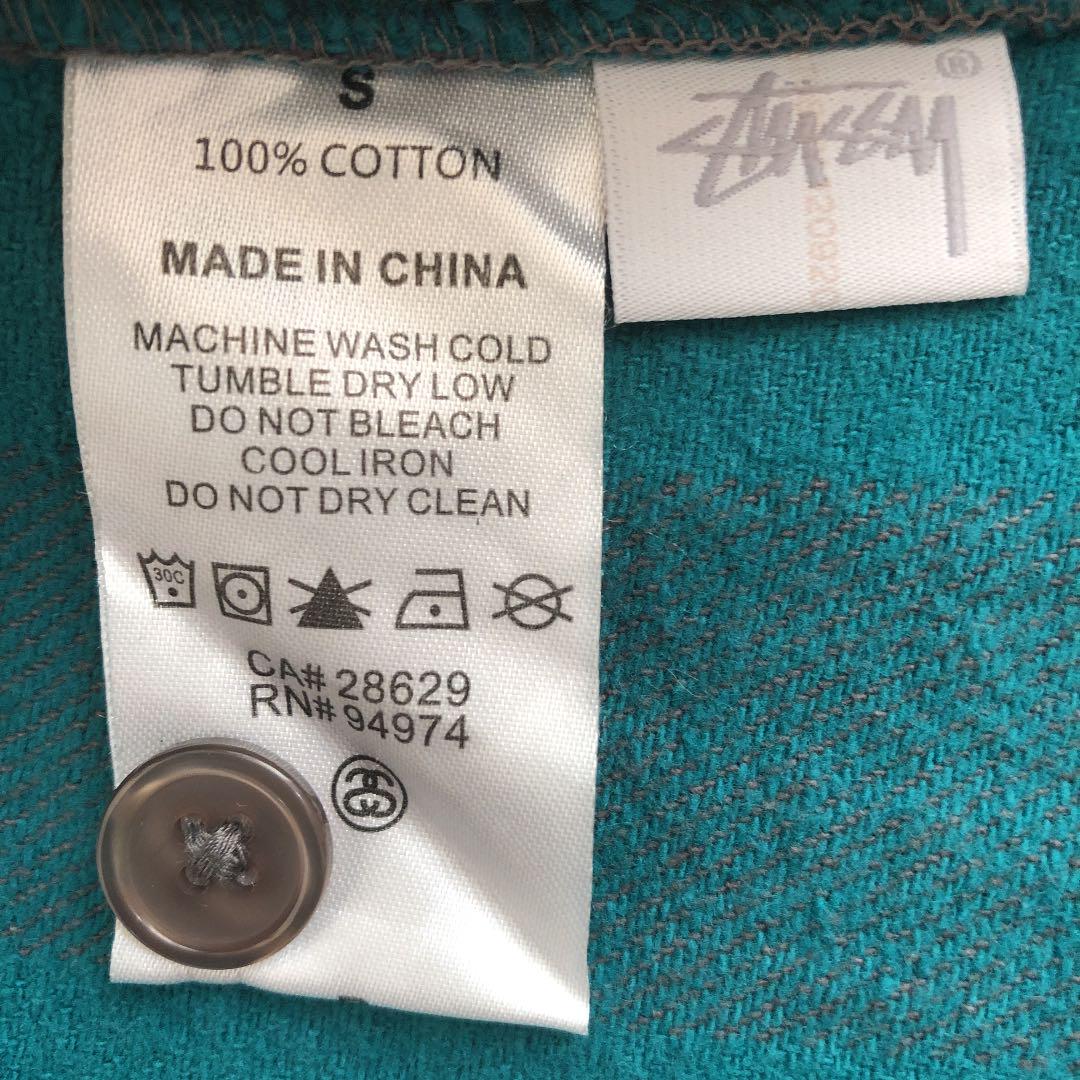 S
100% COTTON
MADE IN CHINA
MACHINE WASH COLD
TUMBLE DRY LOW
DO NOT BLEACH
COOL IRON
DO NOT DRY CLEAN
30C
CA# 28629
RN# 94974
STÜSSY ®